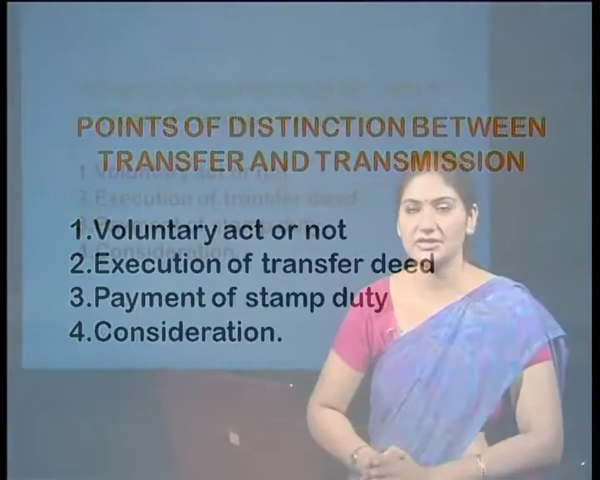 POINTS OF DISTINCTION BETWEEN
TRANSFER AND TRANSMISSION
1.Voluntary act or not
2.Execution of transfer deed
3.Payment of stamp duty
4.Consideration.